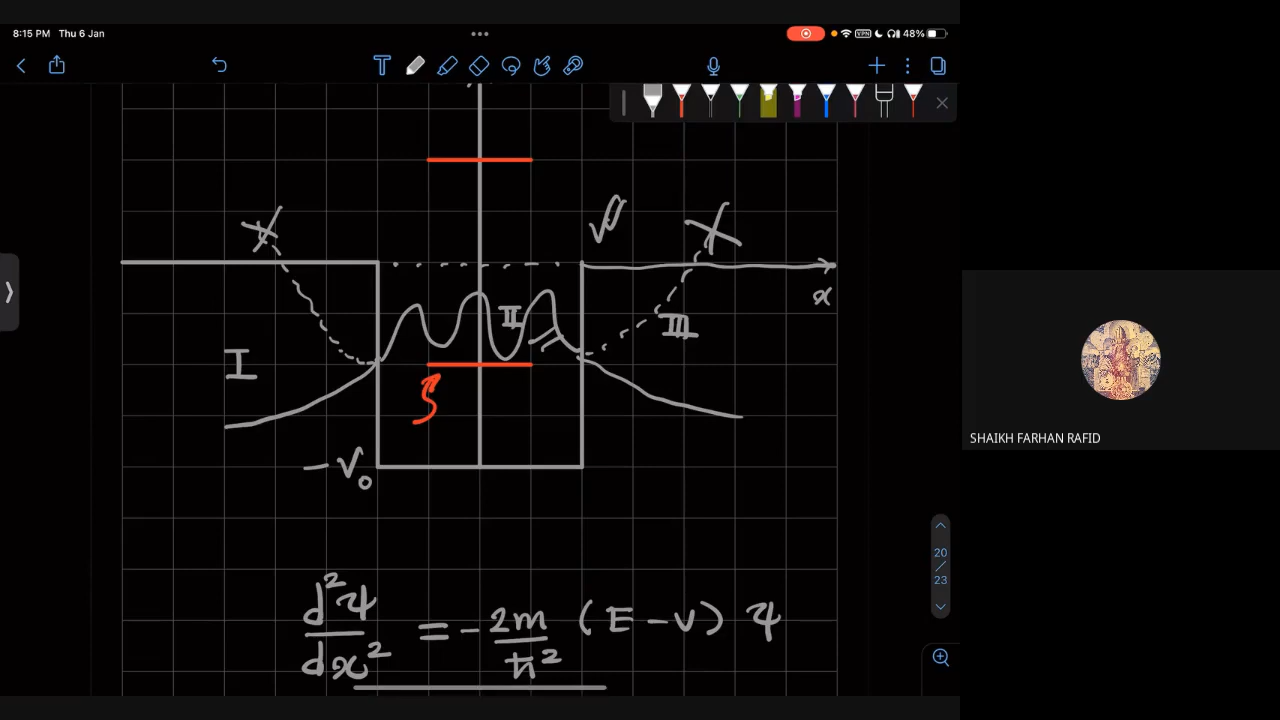 8:15 PM Thu 6 Jan
VPN 48%
x
II
III
I
-V₀
d²Ψ/dx² = -2m/ħ² (E-V) Ψ
20
/
23
SHAIKH FARHAN RAFID